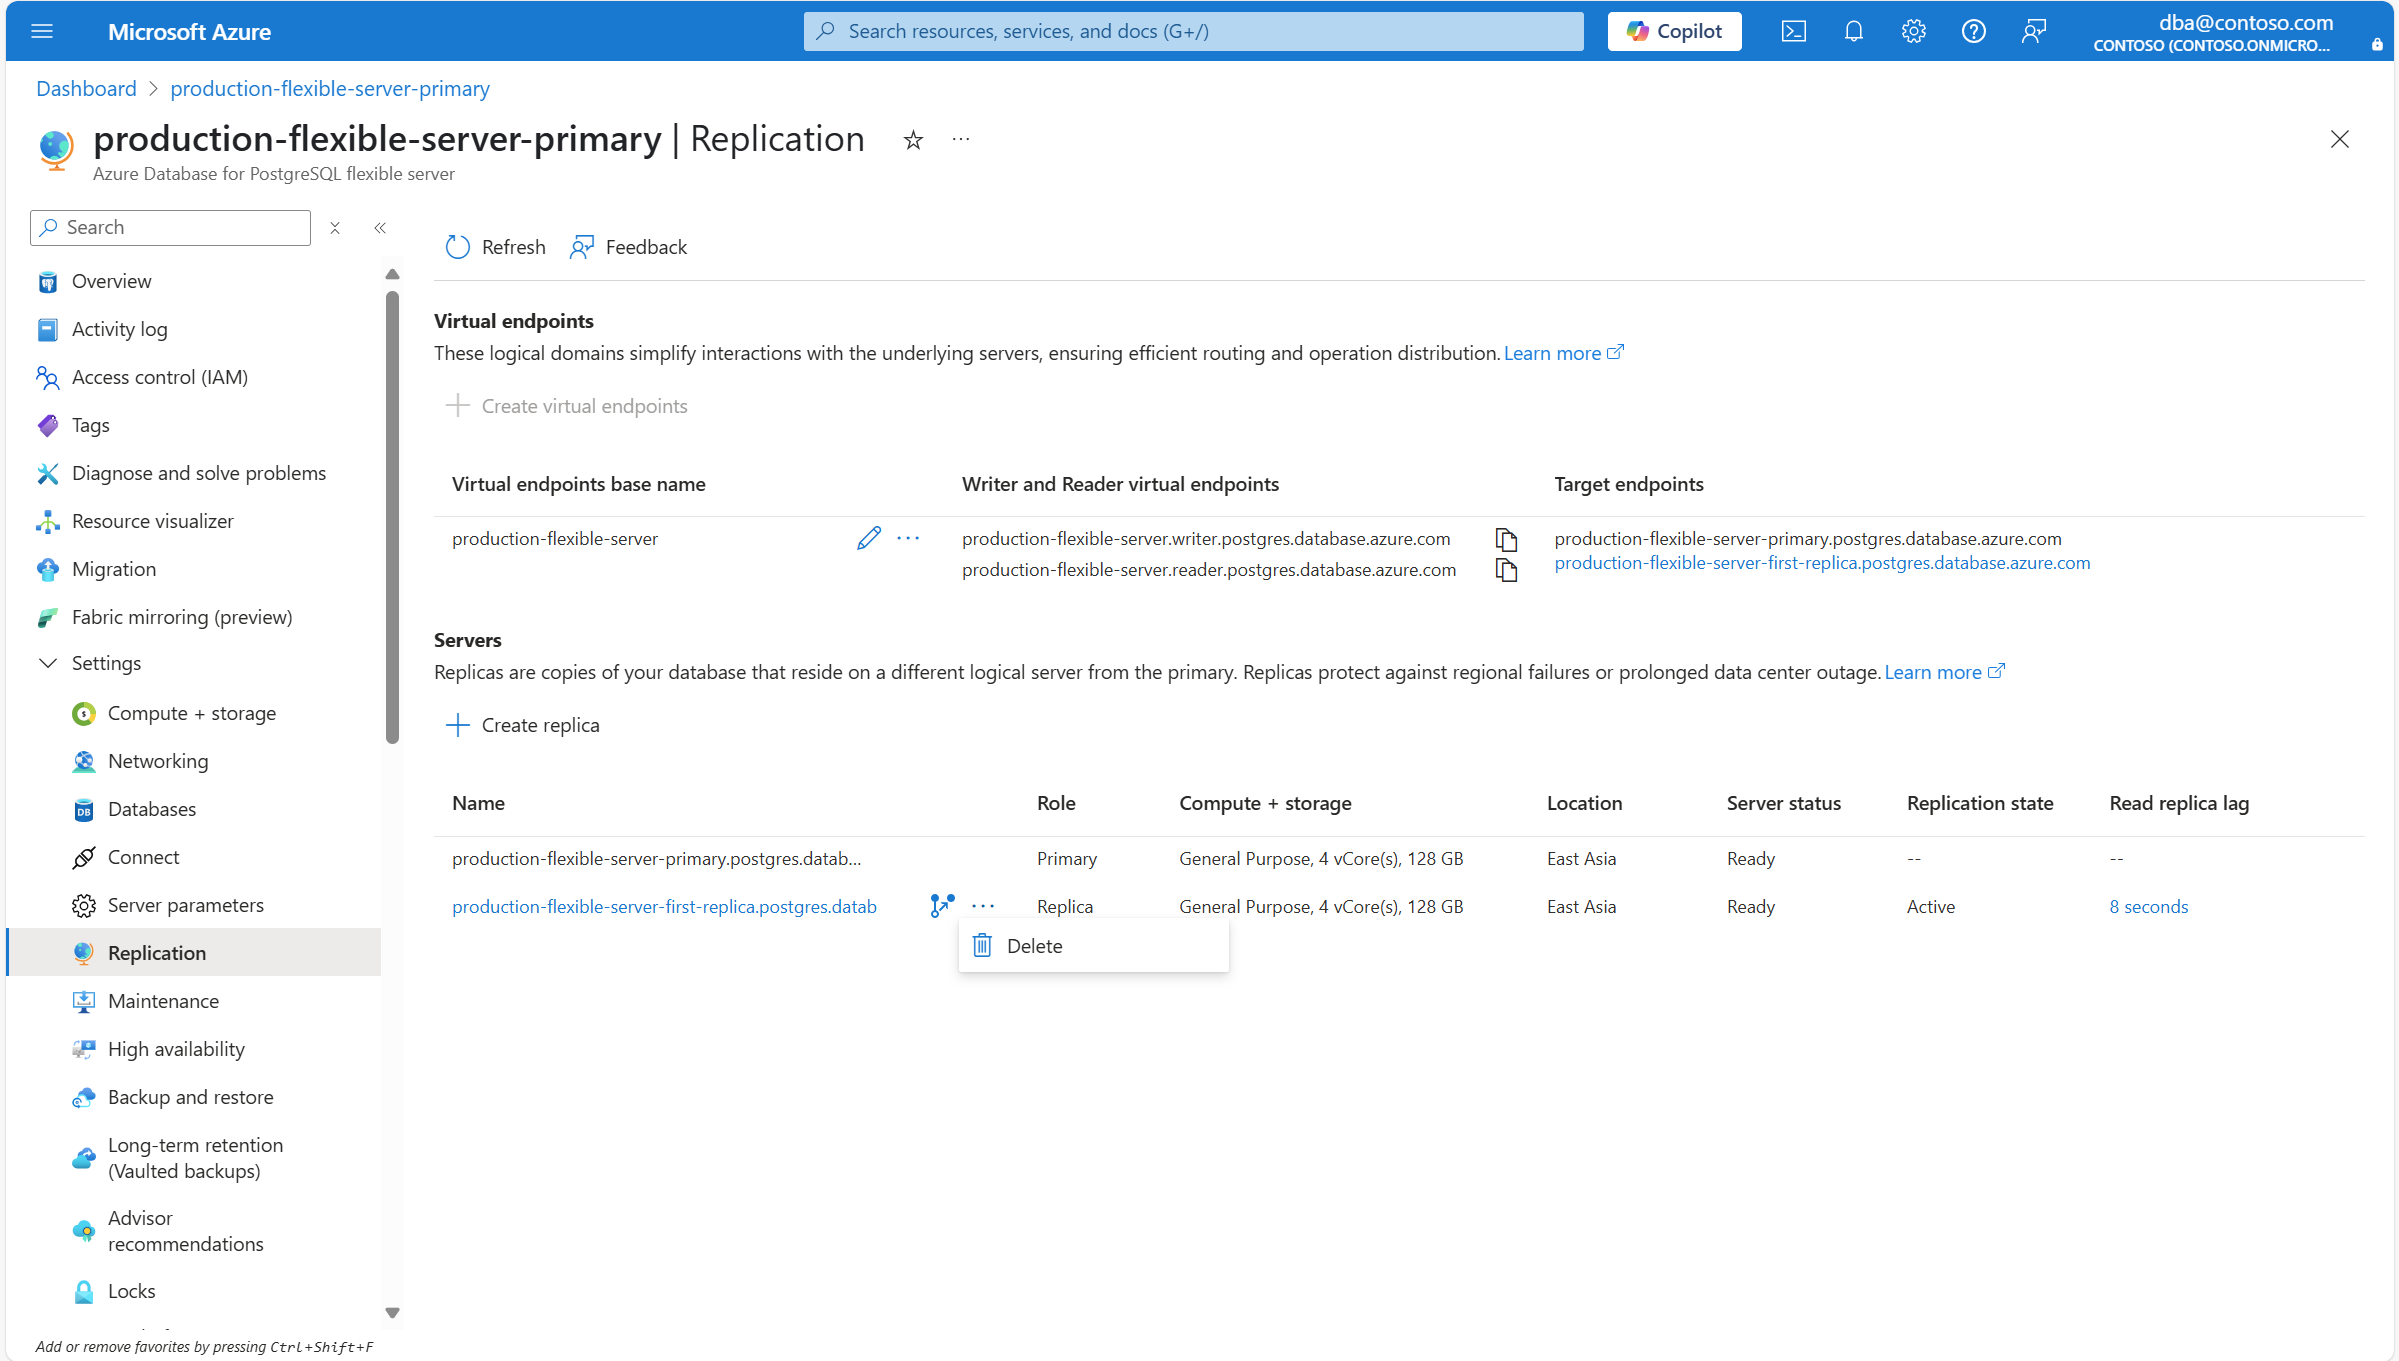 Microsoft Azure
Search resources, services, and docs (G+/)
Copilot
dba@contoso.com
CONTOSO (CONTOSO.ONMICRO...
Dashboard
production-flexible-server-primary
production-flexible-server-primary | Replication
Azure Database for PostgreSQL flexible server
Search
Overview
Activity log
Access control (IAM)
Tags
Diagnose and solve problems
Resource visualizer
Migration
Fabric mirroring (preview)
Settings
Compute + storage
Networking
Databases
Connect
Server parameters
Replication
Maintenance
High availability
Backup and restore
Long-term retention
(Vaulted backups)
Advisor
recommendations
Locks
Add or remove favorites by pressing Ctrl+Shift+F
Refresh
Feedback
Virtual endpoints
These logical domains simplify interactions with the underlying servers, ensuring efficient routing and operation distribution. Learn more
Create virtual endpoints
Virtual endpoints base name
Writer and Reader virtual endpoints
Target endpoints
production-flexible-server
production-flexible-server.writer.postgres.database.azure.com
production-flexible-server.reader.postgres.database.azure.com
production-flexible-server-primary.postgres.database.azure.com
production-flexible-server-first-replica.postgres.database.azure.com
Servers
Replicas are copies of your database that reside on a different logical server from the primary. Replicas protect against regional failures or prolonged data center outage. Learn more
Create replica
Name Role Compute + storage Location Server status Replication state Read replica lag
production-flexible-server-primary.postgres.datab... Primary General Purpose, 4 vCore(s), 128 GB East Asia Ready -- --
production-flexible-server-first-replica.postgres.datab Replica General Purpose, 4 vCore(s), 128 GB East Asia Ready Active 8 seconds
Delete